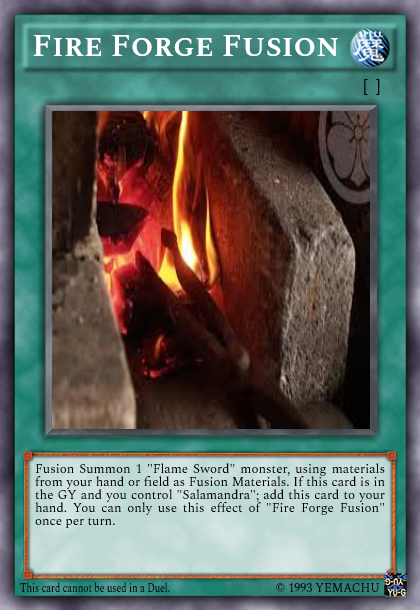 FIRE FORGE FUSION
魔
[ ]
Fusion Summon 1 "Flame Sword" monster, using materials
from your hand or field as Fusion Materials. If this card is in
the GY and you control "Salamandra"; add this card to your
hand. You can only use this effect of "Fire Forge Fusion"
once per turn.
This card cannot be used in a Duel.
© 1993 YEMACHU